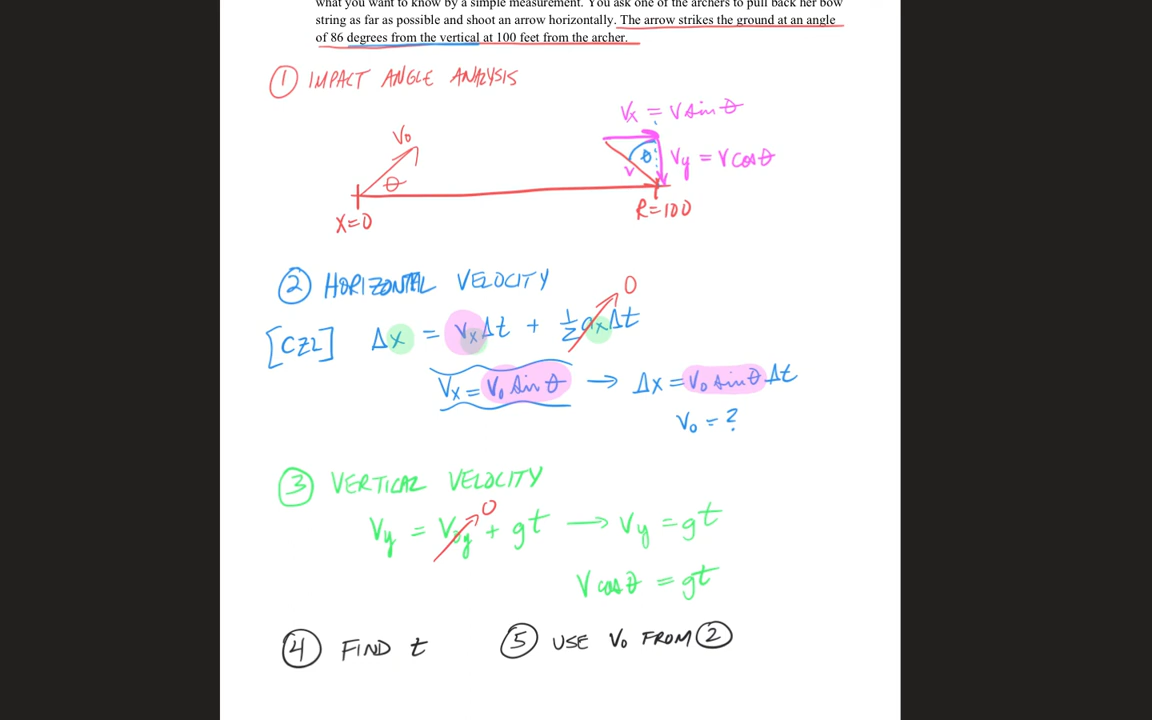 what you want to know by a simple measurement. You ask one of the archers to pull back her bow
string as far as possible and shoot an arrow horizontally. The arrow strikes the ground at an angle
of 86 degrees from the vertical at 100 feet from the archer.
① IMPACT ANGLE ANALYSIS
Vx = V sin θ
V₀
θ
θ
V
Vy = V cos θ
X=0
R=100
② HORIZONTAL VELOCITY
0
[CZL] Δx = VxΔt + 1/2 axΔt
Vx = V₀ sin θ → Δx = V₀ sin θ Δt
V₀ = ?
③ VERTICAL VELOCITY
0
Vy = V₀y + gt → Vy = gt
V cos θ = gt
④ FIND t ⑤ USE V₀ FROM ②